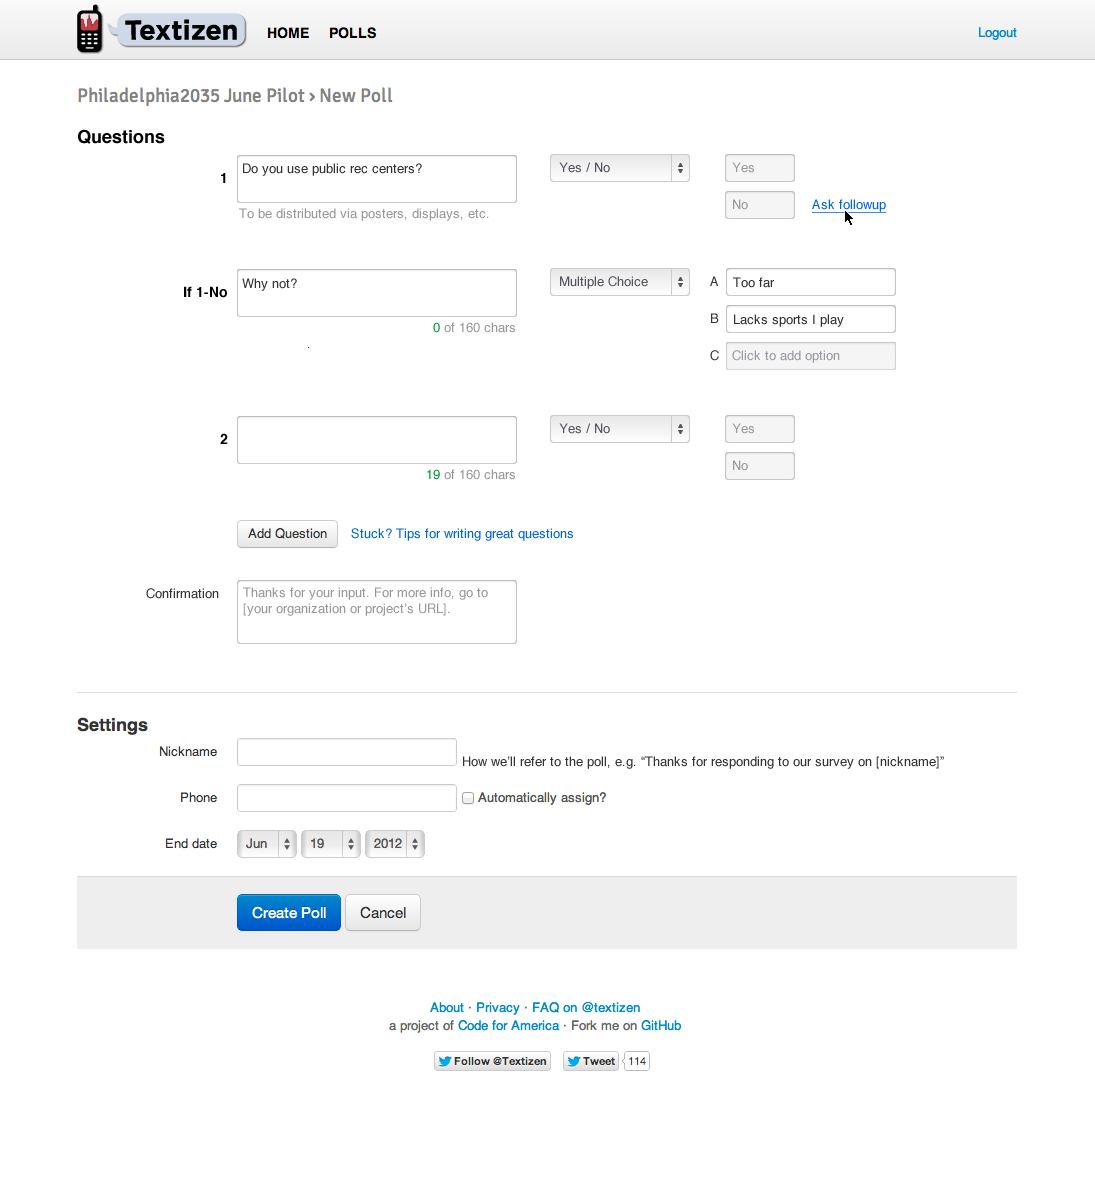 Textizen HOME POLLS Logout
Philadelphia2035 June Pilot › New Poll
Questions
1 Do you use public rec centers? Yes / No Yes
No Ask followup
To be distributed via posters, displays, etc.
If 1-No Why not? Multiple Choice A Too far
B Lacks sports I play
0 of 160 chars
C Click to add option
2 Yes / No Yes
No
19 of 160 chars
Add Question Stuck? Tips for writing great questions
Confirmation Thanks for your input. For more info, go to
[your organization or project's URL].
Settings
Nickname How we'll refer to the poll, e.g. “Thanks for responding to our survey on [nickname]”
Phone Automatically assign?
End date Jun 19 2012
Create Poll Cancel
About · Privacy · FAQ on @textizen
a project of Code for America · Fork me on GitHub
Follow @Textizen Tweet 114